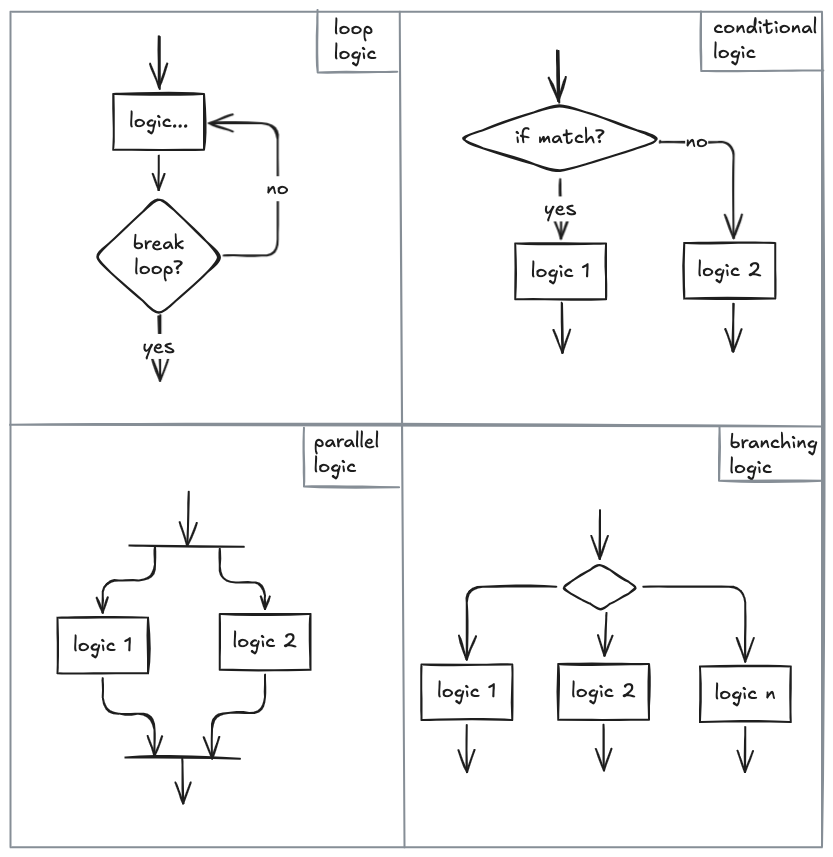 loop
logic
logic...
no
break
loop?
yes
conditional
logic
if match?
no
yes
logic 1
logic 2
parallel
logic
logic 1
logic 2
branching
logic
logic 1
logic 2
logic n